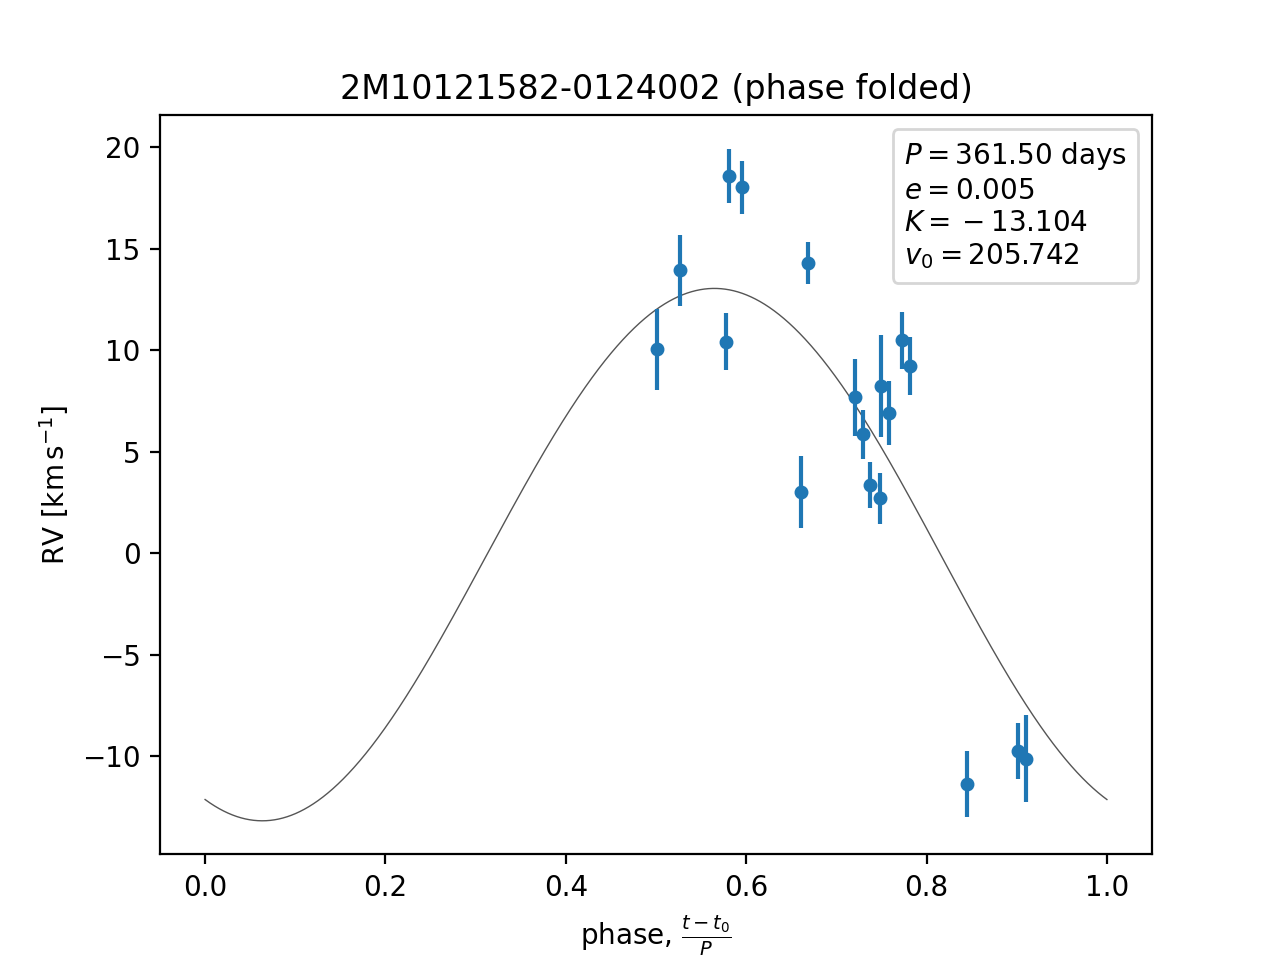 2M10121582-0124002 (phase folded)
P = 361.50 days
e = 0.005
K = − 13.104
v₀ = 205.742
20
15
10
5
0
−5
−10
RV [km s⁻¹]
0.0 0.2 0.4 0.6 0.8 1.0
phase, (t − t₀)/P